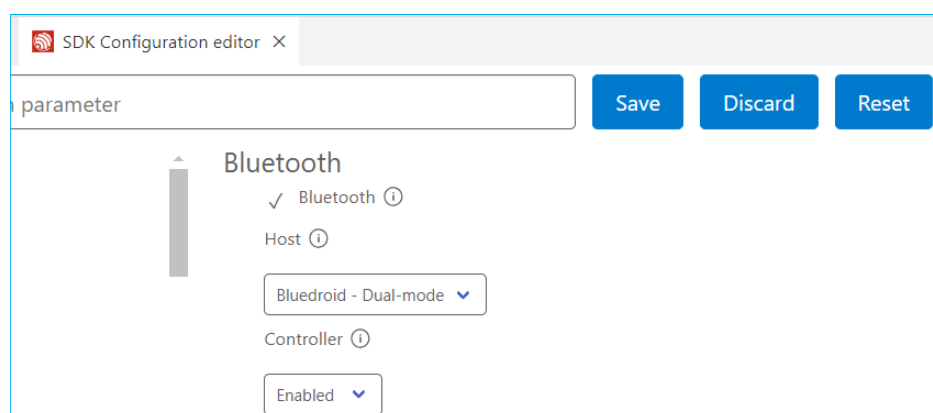 SDK Configuration editor
parameter
Save
Discard
Reset
Bluetooth
Bluetooth
Host
Bluedroid - Dual-mode
Controller
Enabled